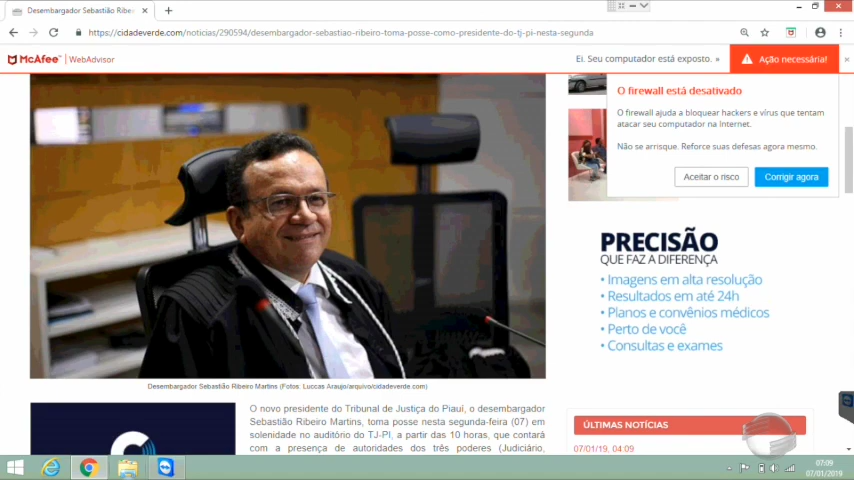 Desembargador Sebastião Ribei
https://cidadeverde.com/noticias/290594/desembargador-sebastiao-ribeiro-toma-posse-como-presidente-do-tj-pi-nesta-segunda
McAfee | WebAdvisor
Ei. Seu computador está exposto. »
Ação necessária!
O firewall está desativado
O firewall ajuda a bloquear hackers e vírus que tentam
atacar seu computador na Internet.
Não se arrisque. Reforce suas defesas agora mesmo.
Aceitar o risco
Corrigir agora
PRECISÃO
QUE FAZ A DIFERENÇA
• Imagens em alta resolução
• Resultados em até 24h
• Planos e convênios médicos
• Perto de você
• Consultas e exames
Desembargador Sebastião Ribeiro Martins (Fotos: Luccas Araujo/arquivo/cidadeverde.com)
O novo presidente do Tribunal de Justiça do Piauí, o desembargador
Sebastião Ribeiro Martins, toma posse nesta segunda-feira (07) em
solenidade no auditório do TJ-PI, a partir das 10 horas, que contará
com a presença de autoridades dos três poderes (Judiciário,
ÚLTIMAS NOTÍCIAS
07/01/19, 04:09
07:09
07/01/2019